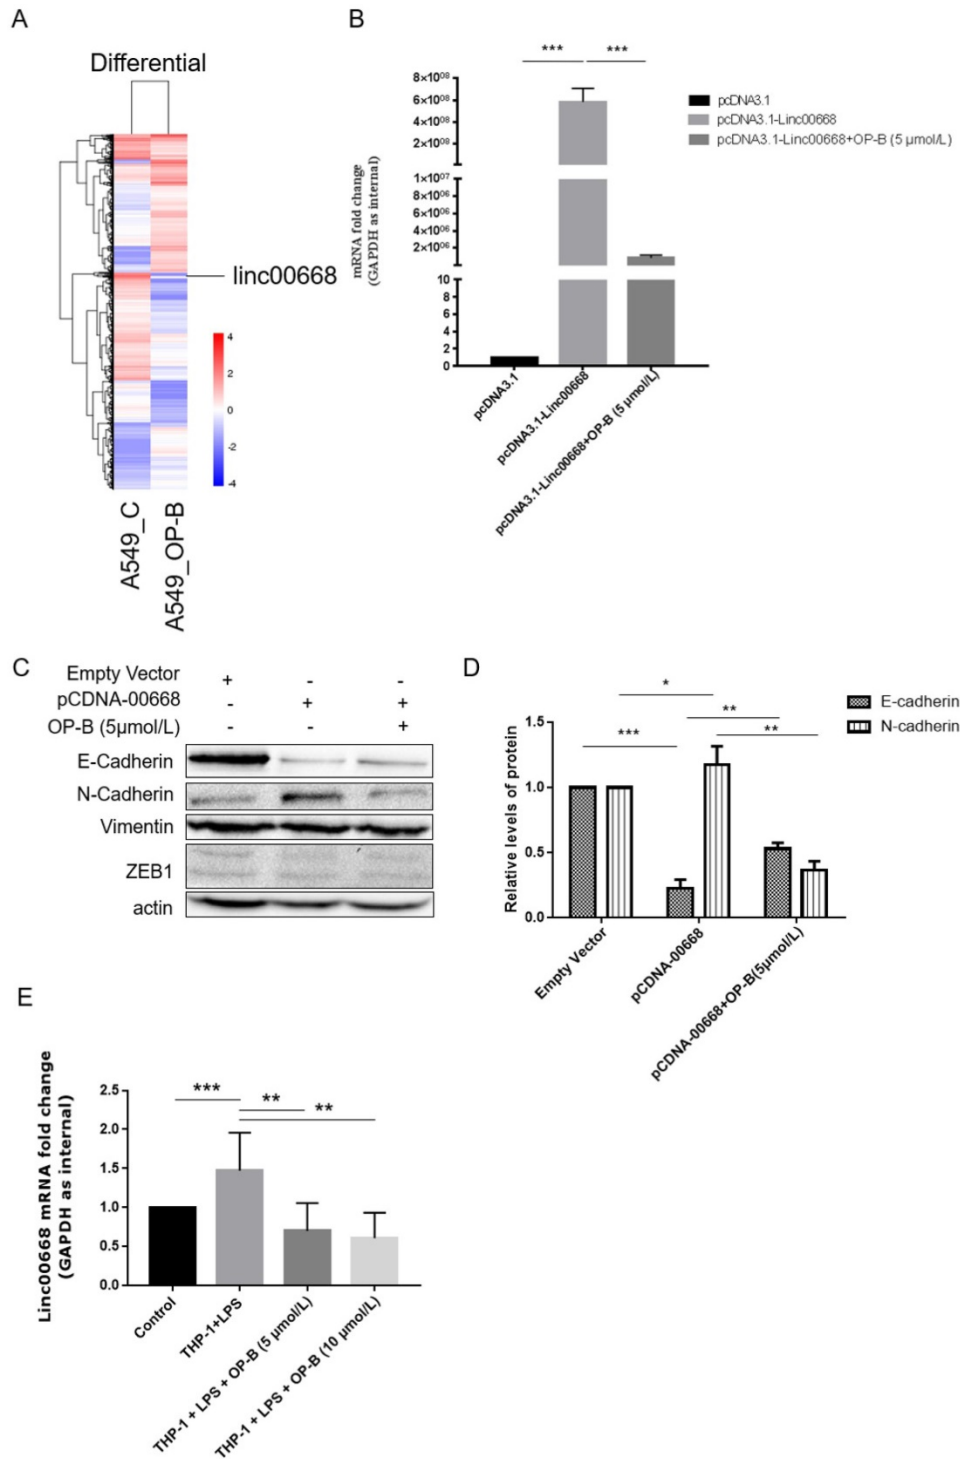 A
Differential
linc00668
4
2
0
-2
-4
A549_C
A549_OP-B
B
*** ***
8×10⁰⁸
6×10⁰⁸
4×10⁰⁸
2×10⁰⁸
1×10⁰⁷
8×10⁰⁶
6×10⁰⁶
4×10⁰⁶
2×10⁰⁶
10
8
6
4
2
0
mRNA fold change
(GAPDH as internal)
pcDNA3.1
pcDNA3.1-Linc00668
pcDNA3.1-Linc00668+OP-B (5 μmol/L)
pcDNA3.1
pcDNA3.1-Linc00668
pcDNA3.1-Linc00668+OP-B (5 μmol/L)
C
Empty Vector + - -
pCDNA-00668 - + +
OP-B (5μmol/L) - - +
E-Cadherin
N-Cadherin
Vimentin
ZEB1
actin
D
E-cadherin
N-cadherin
*
**
*** **
1.5
1.0
0.5
0.0
Relative levels of protein
Empty Vector
pCDNA-00668
pCDNA-00668+OP-B(5μmol/L)
E
Linc00668 mRNA fold change
(GAPDH as internal)
2.5
2.0
1.5
1.0
0.5
0.0
*** **
**
Control
THP-1+LPS
THP-1 + LPS + OP-B (5 μmol/L)
THP-1 + LPS + OP-B (10 μmol/L)